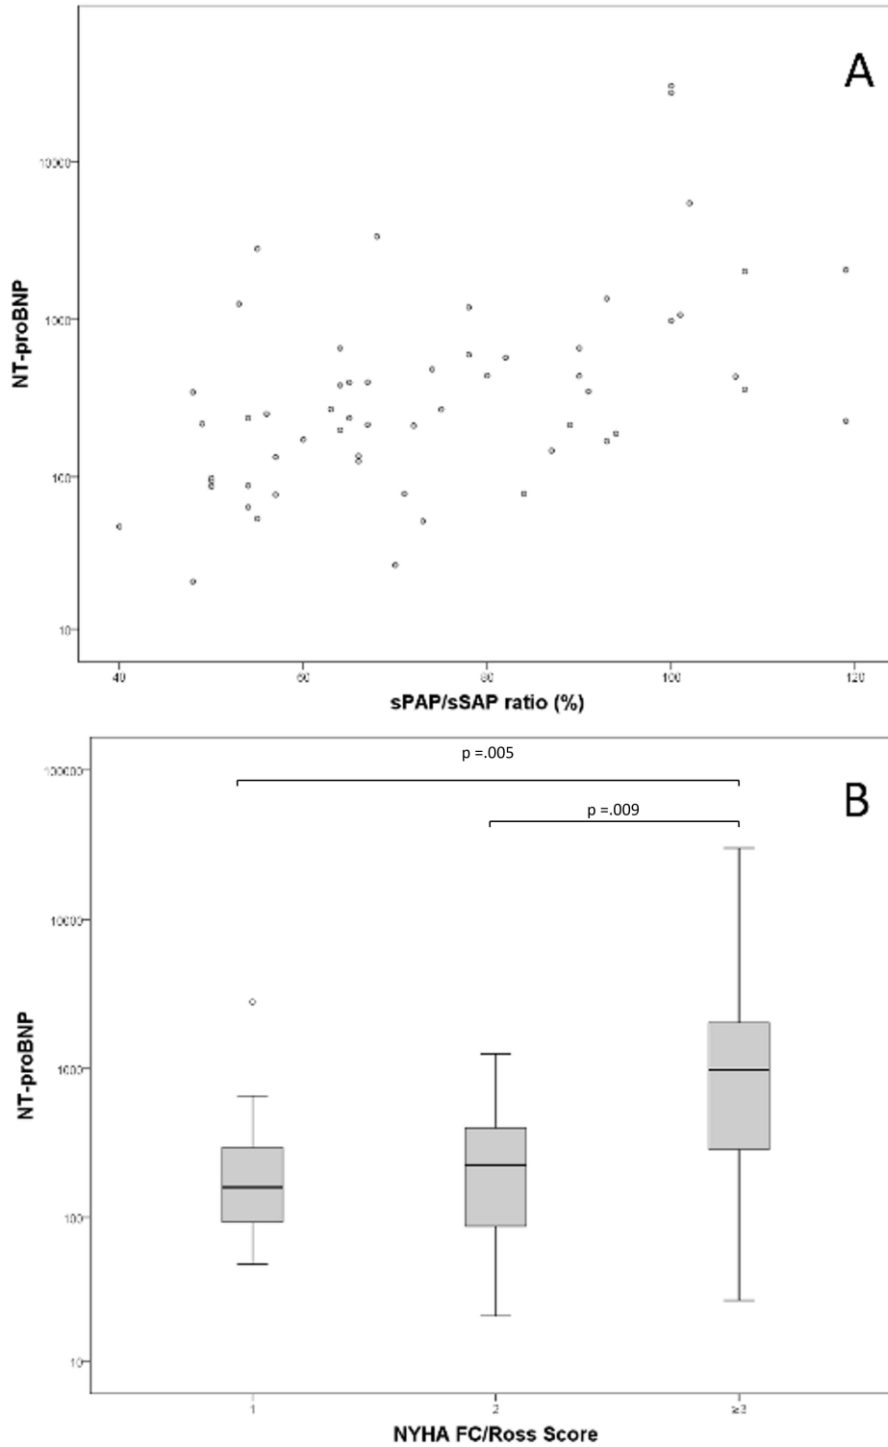 A
10000
1000
100
10
NT-proBNP
40 60 80 100 120
sPAP/sSAP ratio (%)
p =.005
p =.009
B
100000
10000
1000
100
10
NT-proBNP
1 2 ≥3
NYHA FC/Ross Score